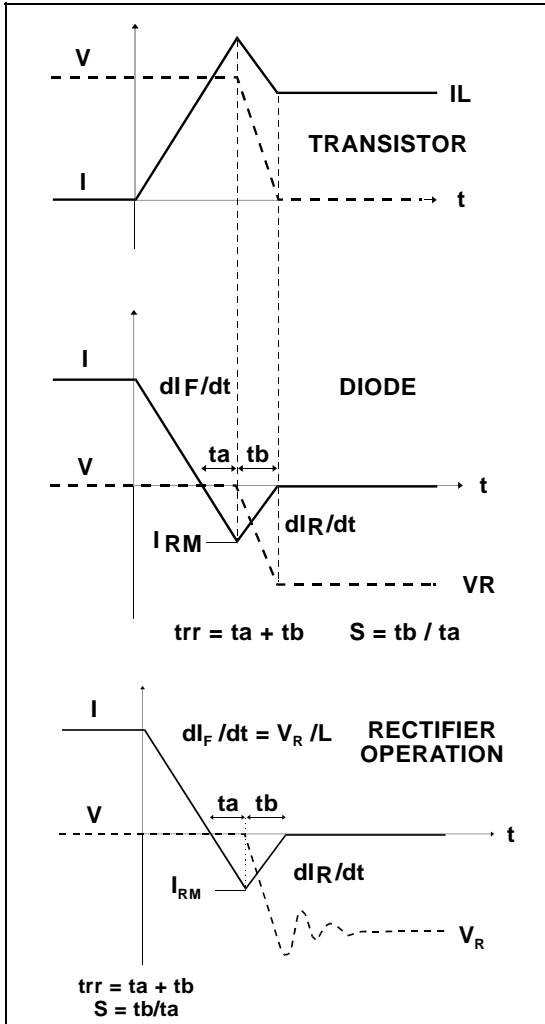 V
IL
TRANSISTOR
I
t
I
dIF/dt
DIODE
ta tb
V
t
IRM
dIR/dt
VR
trr = ta + tb S = tb / ta
I
dIF/dt = VR/L
RECTIFIER
OPERATION
ta tb
V
t
IRM
dIR/dt
VR
trr = ta + tb
S = tb/ta